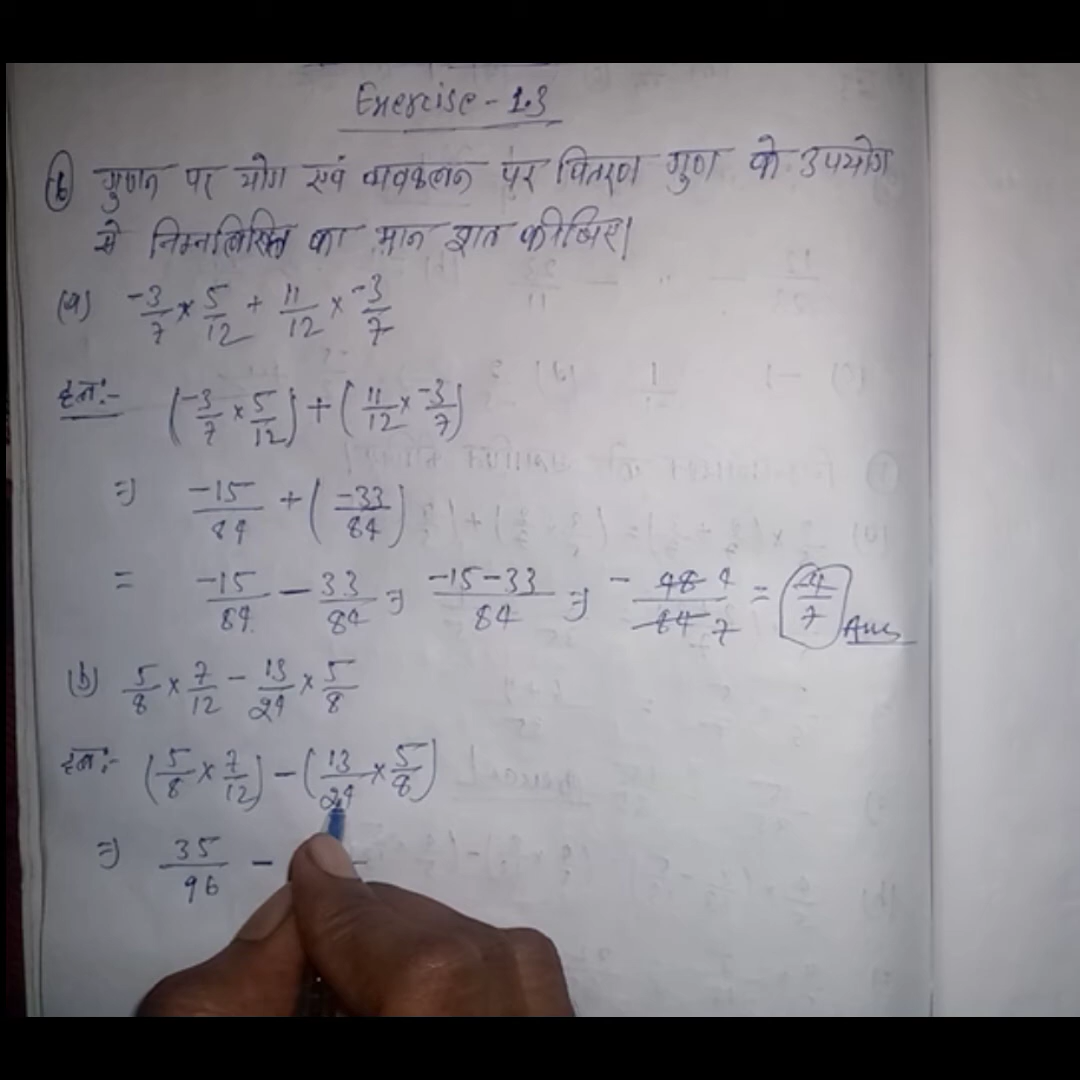 Exercise - 1.3
(6) गुणन पर योग एवं व्यवकलन पर वितरण गुण के उपयोग
से निम्नलिखित का मान ज्ञात कीजिए।
(a) -3/7 × 5/12 + 11/12 × -3/7
हल:- (-3/7 × 5/12) + (11/12 × -3/7)
⇒ -15/84 + (-33/84)
= -15/84 - 33/84 ⇒ -15-33/84 ⇒ - 48 4/84 7 = 4/7 Ans
(b) 5/8 × 7/12 - 13/24 × 5/8
हल:- (5/8 × 7/12) - (13/24 × 5/8)
⇒ 35/96 -